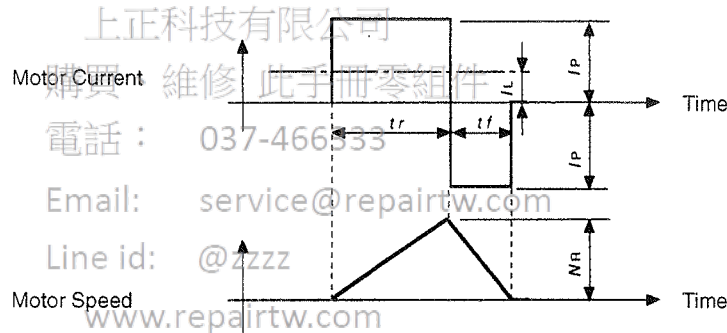 上正科技有限公司
Motor Current
購買、維修 此手冊零組件
IL
IP
Time
電話： 037-466333
tr
tf
IP
Email: service@repairtw.com
Line id: @zzzz
NR
Motor Speed
Time
www.repairtw.com